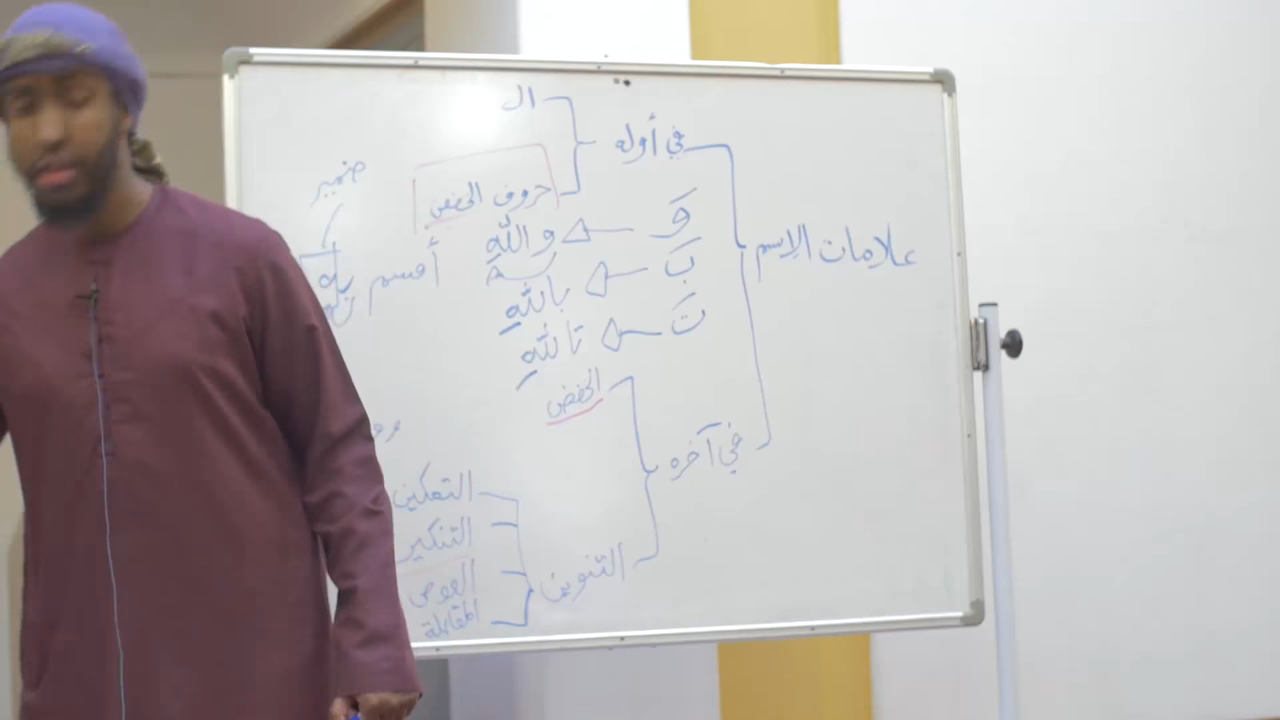 علامات الإسم
في أوله
ال
حروف الخفض
وَ ← واللهِ
بَ ← باللهِ
تَ ← تاللهِ
ضمير
أقسم
في آخره
الخفض
التنوين
التمكين
التنكير
العوض
المقابلة